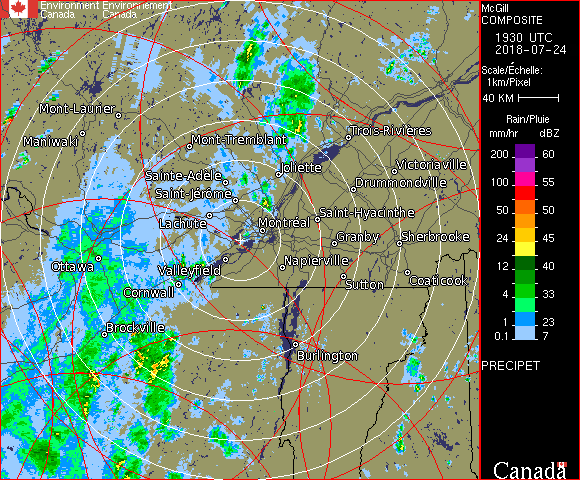 Environment Environnement
Canada Canada
McGill
COMPOSITE
1930 UTC
2018-07-24
Scale/Échelle:
1km/Pixel
40 KM
Rain/Pluie
mm/hr dBZ
200 60
100 55
50 50
24 45
12 40
4 33
1 23
0.1 7
PRECIPET
Canada
Mont-Laurier
Maniwaki
Mont-Tremblant
Trois-Rivières
Joliette
Victoriaville
Sainte-Adèle
Drummondville
Saint-Jérôme
Saint-Hyacinthe
Lachute
Montréal
Granby
Sherbrooke
Ottawa
Valleyfield
Napierville
Sutton
Coaticook
Cornwall
Brockville
Burlington